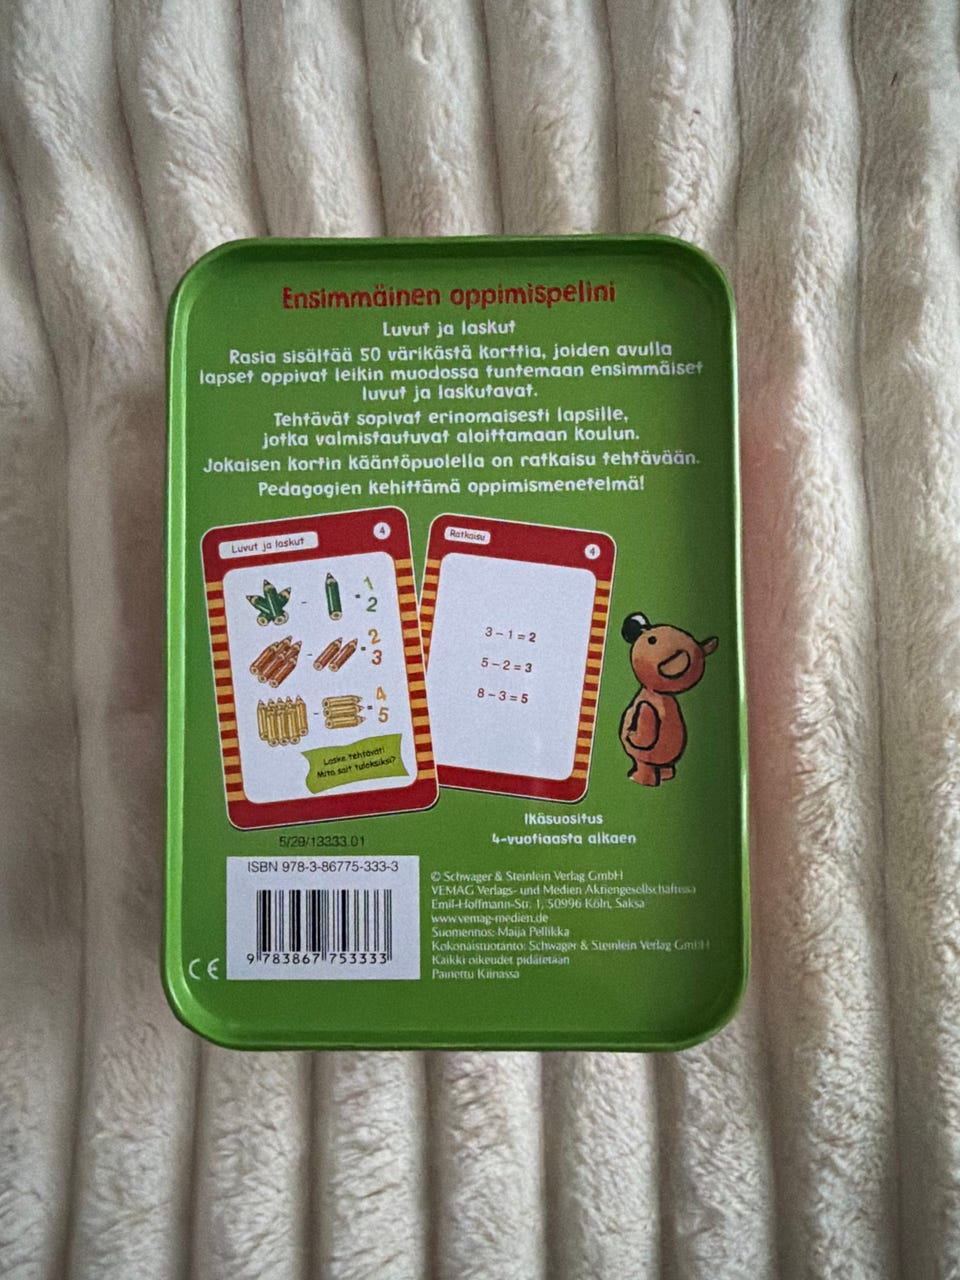 Ensimmäinen oppimispelini
Luvut ja laskut
Rasia sisältää 50 värikästä korttia, joiden avulla
lapset oppivat leikin muodossa tuntemaan ensimmäiset
luvut ja laskutavat.
Tehtävät sopivat erinomaisesti lapsille,
jotka valmistautuvat aloittamaan koulun.
Jokaisen kortin kääntöpuolella on ratkaisu tehtävään.
Pedagogien kehittämä oppimismenetelmä!
Luvut ja laskut
4
- = 1 2
- = 2 3
- = 4 5
Laske tehtävät!
Mitä sait tulokseksi?
Ratkaisu
4
3 – 1 = 2
5 – 2 = 3
8 – 3 = 5
Ikäsuositus
4-vuotiaasta alkaen
5/29/13333.01
ISBN 978-3-86775-333-3
9 783867 753333
CE
© Schwager & Steinlein Verlag GmbH
VEMAG Verlags- und Medien Aktiengesellschaftissa
Emil-Hoffmann-Str. 1, 50996 Köln, Saksa
www.vemag-medien.de
Suomennos: Maija Pellikka
Kokonaistuotanto: Schwager & Steinlein Verlag GmbH
Kaikki oikeudet pidätetään
Painettu Kiinassa